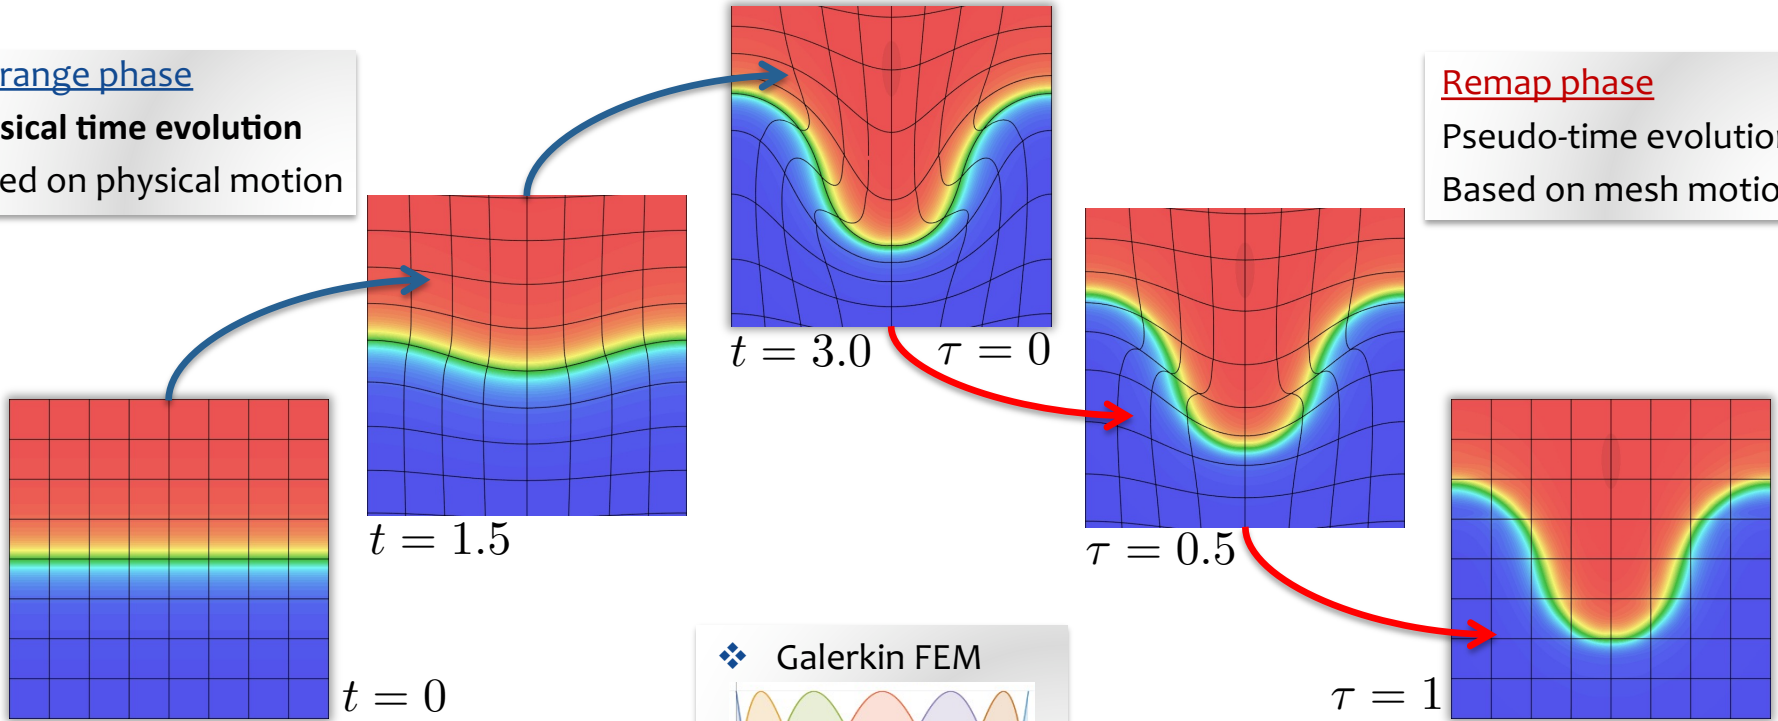 range phase
sical time evolution
ed on physical motion
Remap phase
Pseudo-time evolution
Based on mesh motio
t = 3.0
τ = 0
t = 1.5
τ = 0.5
❖ Galerkin FEM
t = 0
τ = 1